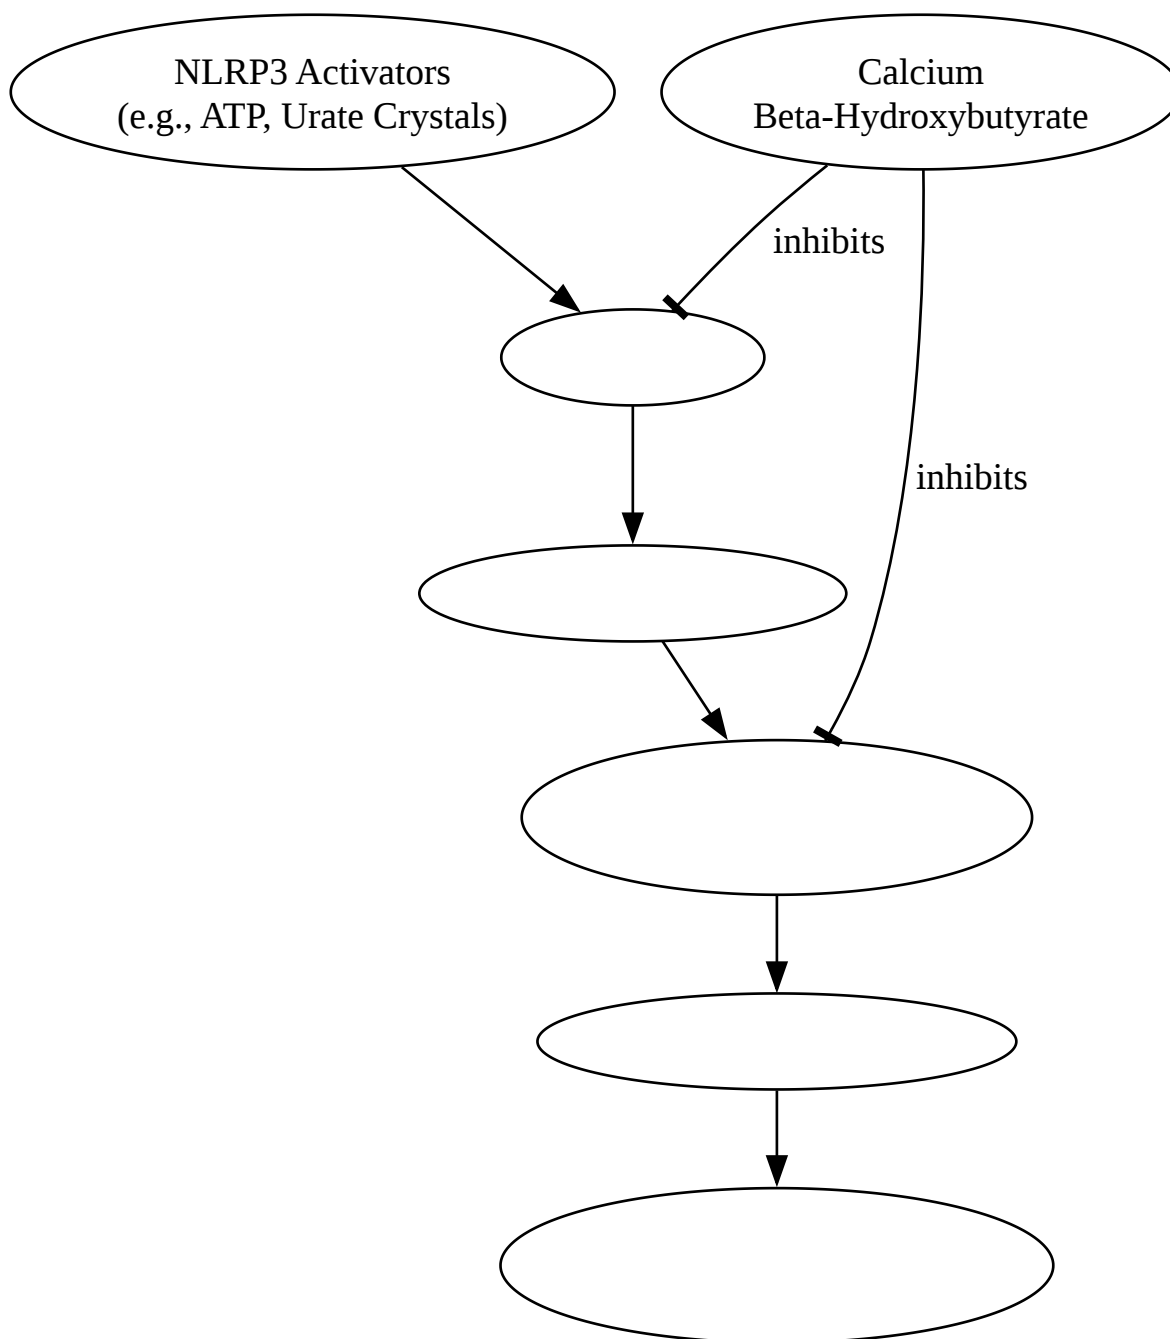 NLRP3 Activators
(e.g., ATP, Urate Crystals)
Calcium
Beta-Hydroxybutyrate
inhibits
inhibits